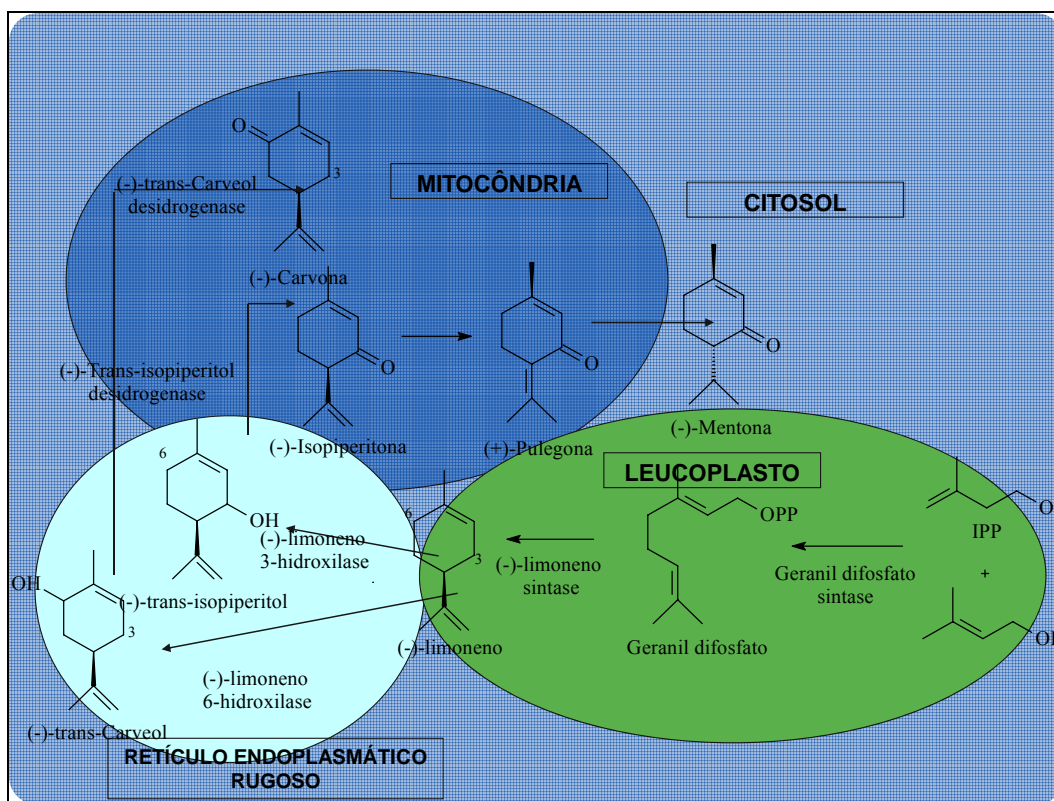 O
3
MITOCÔNDRIA
(-)-trans-Carveol
desidrogenase
CITOSOL
(-)-Carvona
O
O
(-)-Trans-isopiperitol
desidrogenase
(-)-Isopiperitona
(+)-Pulegona
(-)-Mentona
LEUCOPLASTO
6
OH
(-)-limoneno
3-hidroxilase
6
3
OPP
IPP
(-)-limoneno
sintase
Geranil difosfato
sintase
+
OH
3
(-)-trans-isopiperitol
(-)-limoneno
Geranil difosfato
(-)-limoneno
6-hidroxilase
(-)-trans-Carveol
RETÍCULO ENDOPLASMÁTICO
RUGOSO